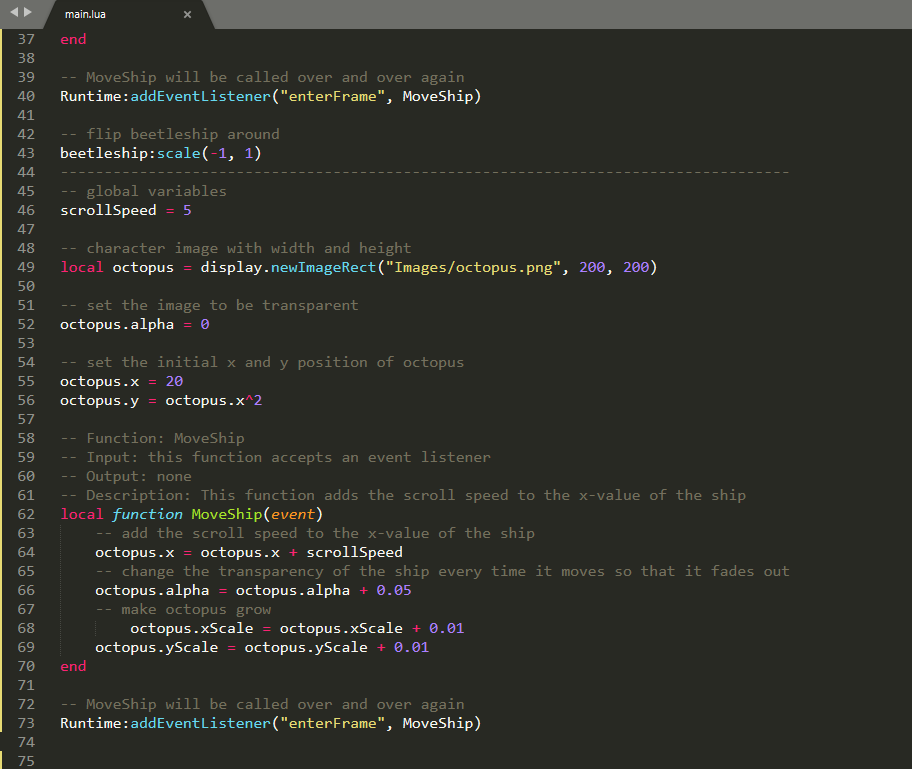 main.lua ×
37 end
38
39 -- MoveShip will be called over and over again
40 Runtime:addEventListener("enterFrame", MoveShip)
41
42 -- flip beetleship around
43 beetleship:scale(-1, 1)
44 -----------------------------------------------------------------------------------
45 -- global variables
46 scrollSpeed = 5
47
48 -- character image with width and height
49 local octopus = display.newImageRect("Images/octopus.png", 200, 200)
50
51 -- set the image to be transparent
52 octopus.alpha = 0
53
54 -- set the initial x and y position of octopus
55 octopus.x = 20
56 octopus.y = octopus.x^2
57
58 -- Function: MoveShip
59 -- Input: this function accepts an event listener
60 -- Output: none
61 -- Description: This function adds the scroll speed to the x-value of the ship
62 local function MoveShip(event)
63     -- add the scroll speed to the x-value of the ship
64     octopus.x = octopus.x + scrollSpeed
65     -- change the transparency of the ship every time it moves so that it fades out
66     octopus.alpha = octopus.alpha + 0.05
67     -- make octopus grow
68         octopus.xScale = octopus.xScale + 0.01
69     octopus.yScale = octopus.yScale + 0.01
70 end
71
72 -- MoveShip will be called over and over again
73 Runtime:addEventListener("enterFrame", MoveShip)
74
75